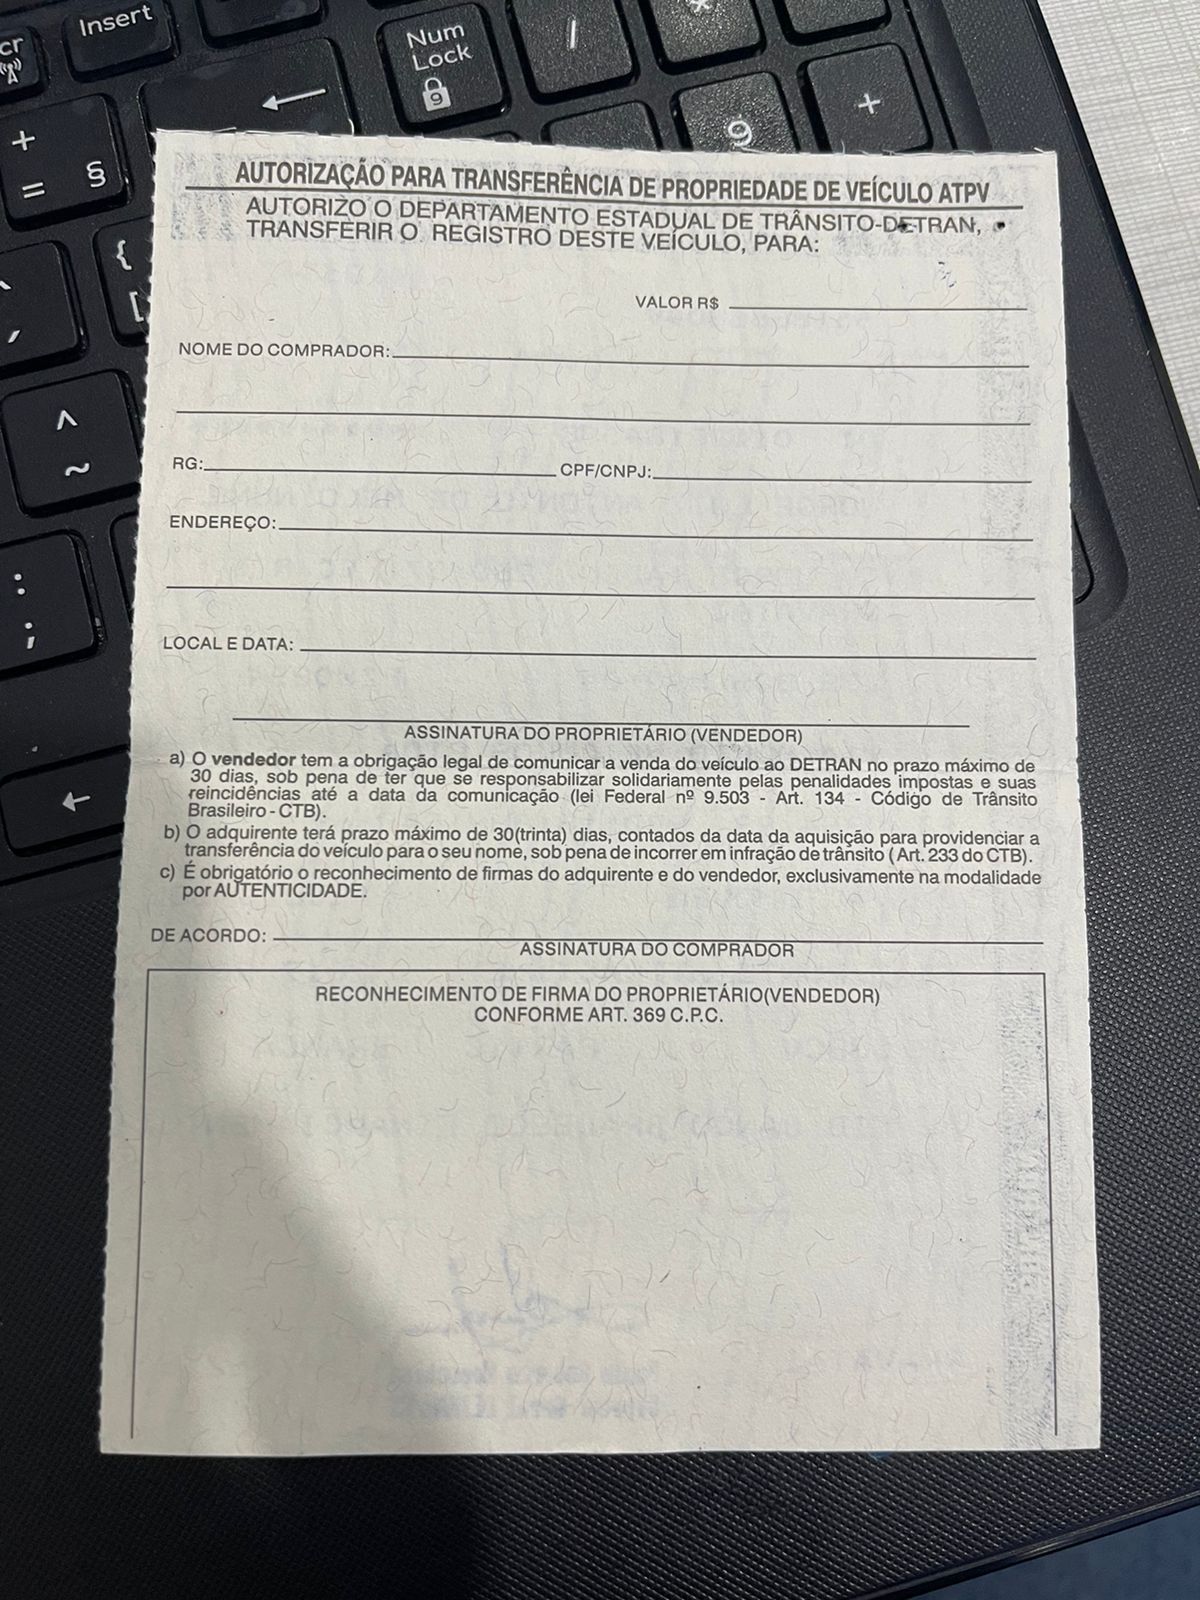 Insert
Num
Lock
9
/
*
9
+
cr
+
=
§
{
[
^
~
:
;
,
AUTORIZAÇÃO PARA TRANSFERÊNCIA DE PROPRIEDADE DE VEÍCULO ATPV
AUTORIZO O DEPARTAMENTO ESTADUAL DE TRÂNSITO-DETRAN,
TRANSFERIR O REGISTRO DESTE VEÍCULO, PARA:
VALOR R$
NOME DO COMPRADOR:
RG: CPF/CNPJ:
ENDEREÇO:
LOCAL E DATA:
ASSINATURA DO PROPRIETÁRIO (VENDEDOR)
a) O vendedor tem a obrigação legal de comunicar a venda do veículo ao DETRAN no prazo máximo de
30 dias, sob pena de ter que se responsabilizar solidariamente pelas penalidades impostas e suas
reincidências até a data da comunicação (lei Federal nº 9.503 - Art. 134 - Código de Trânsito
Brasileiro - CTB).
b) O adquirente terá prazo máximo de 30(trinta) dias, contados da data da aquisição para providenciar a
transferência do veículo para o seu nome, sob pena de incorrer em infração de trânsito ( Art. 233 do CTB).
c) É obrigatório o reconhecimento de firmas do adquirente e do vendedor, exclusivamente na modalidade
por AUTENTICIDADE.
DE ACORDO:
ASSINATURA DO COMPRADOR
RECONHECIMENTO DE FIRMA DO PROPRIETÁRIO(VENDEDOR)
CONFORME ART. 369 C.P.C.